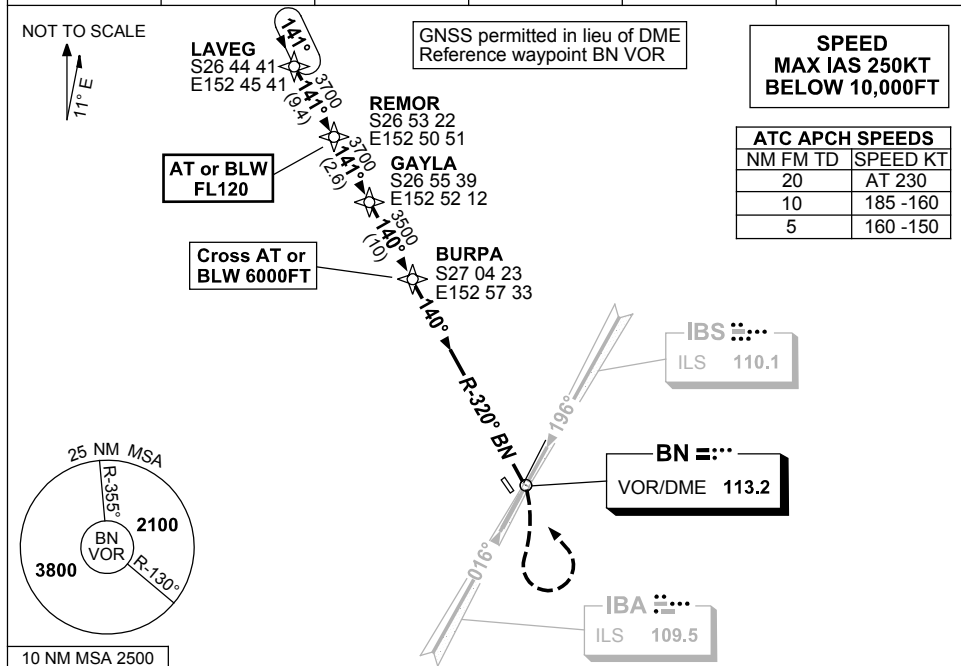 NOT TO SCALE
11° E
141°
LAVEG
S26 44 41
E152 45 41
GNSS permitted in lieu of DME
Reference waypoint BN VOR
SPEED
MAX IAS 250KT
BELOW 10,000FT
3700
141°
(9.4)
REMOR
S26 53 22
E152 50 51
AT or BLW
FL120
3700
141°
(2.6)
GAYLA
S26 55 39
E152 52 12
ATC APCH SPEEDS
NM FM TD SPEED KT
20 AT 230
10 185 -160
5 160 -150
3500
140°
(10)
Cross AT or
BLW 6000FT
BURPA
S27 04 23
E152 57 33
140°
R-320° BN
IBS
ILS 110.1
196°
BN
VOR/DME 113.2
016°
IBA
ILS 109.5
25 NM MSA
R-355°
2100
BN
VOR
3800
R-130°
10 NM MSA 2500